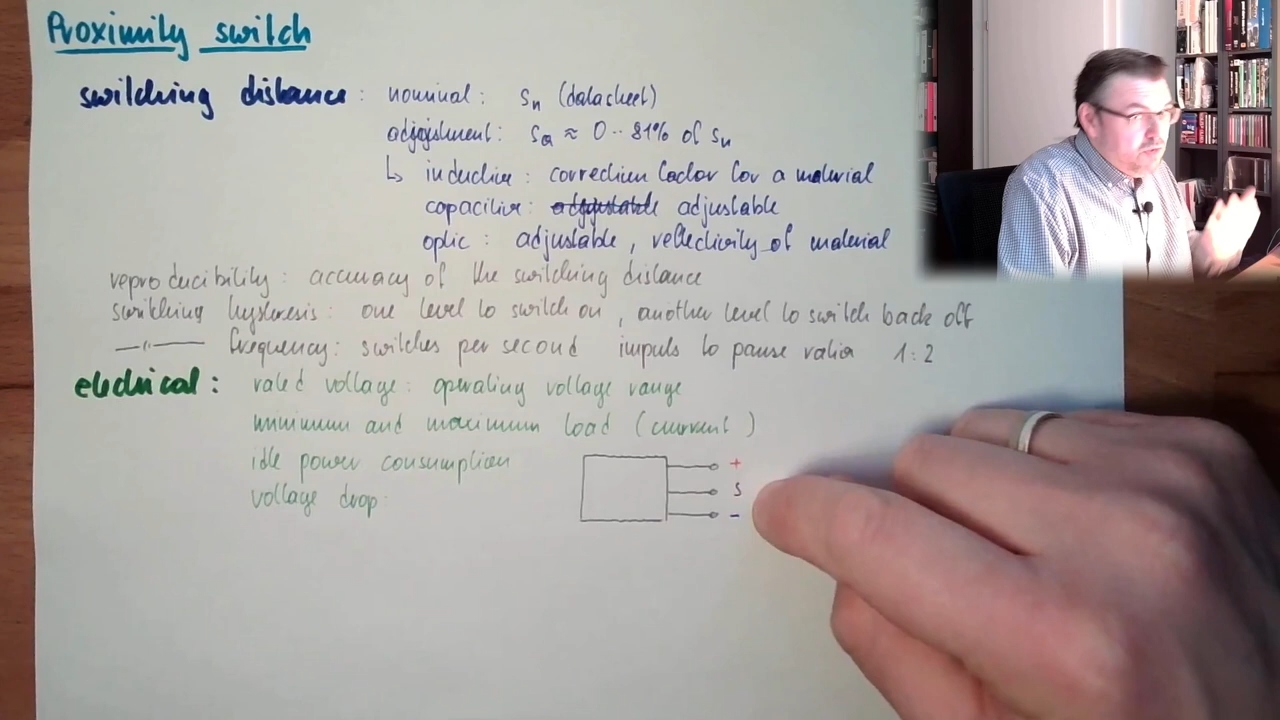 Proximity switch
switching distance: nominal: sn (datasheet)
adjustment: sa ≈ 0..81% of sn
↳ inductive: correction factor for a material
capacitiv: adjustable adjustable
optic: adjustable, reflectivity of material
reproducibility: accuracy of the switching distance
switching hysteresis: one level to switch on, another level to switch back off
—"— frequency: switches per second impuls to pause ratio 1:2
electrical: rated voltage: operating voltage range
minimum and maximum load (current)
idle power consumption
voltage drop:
+
S
-